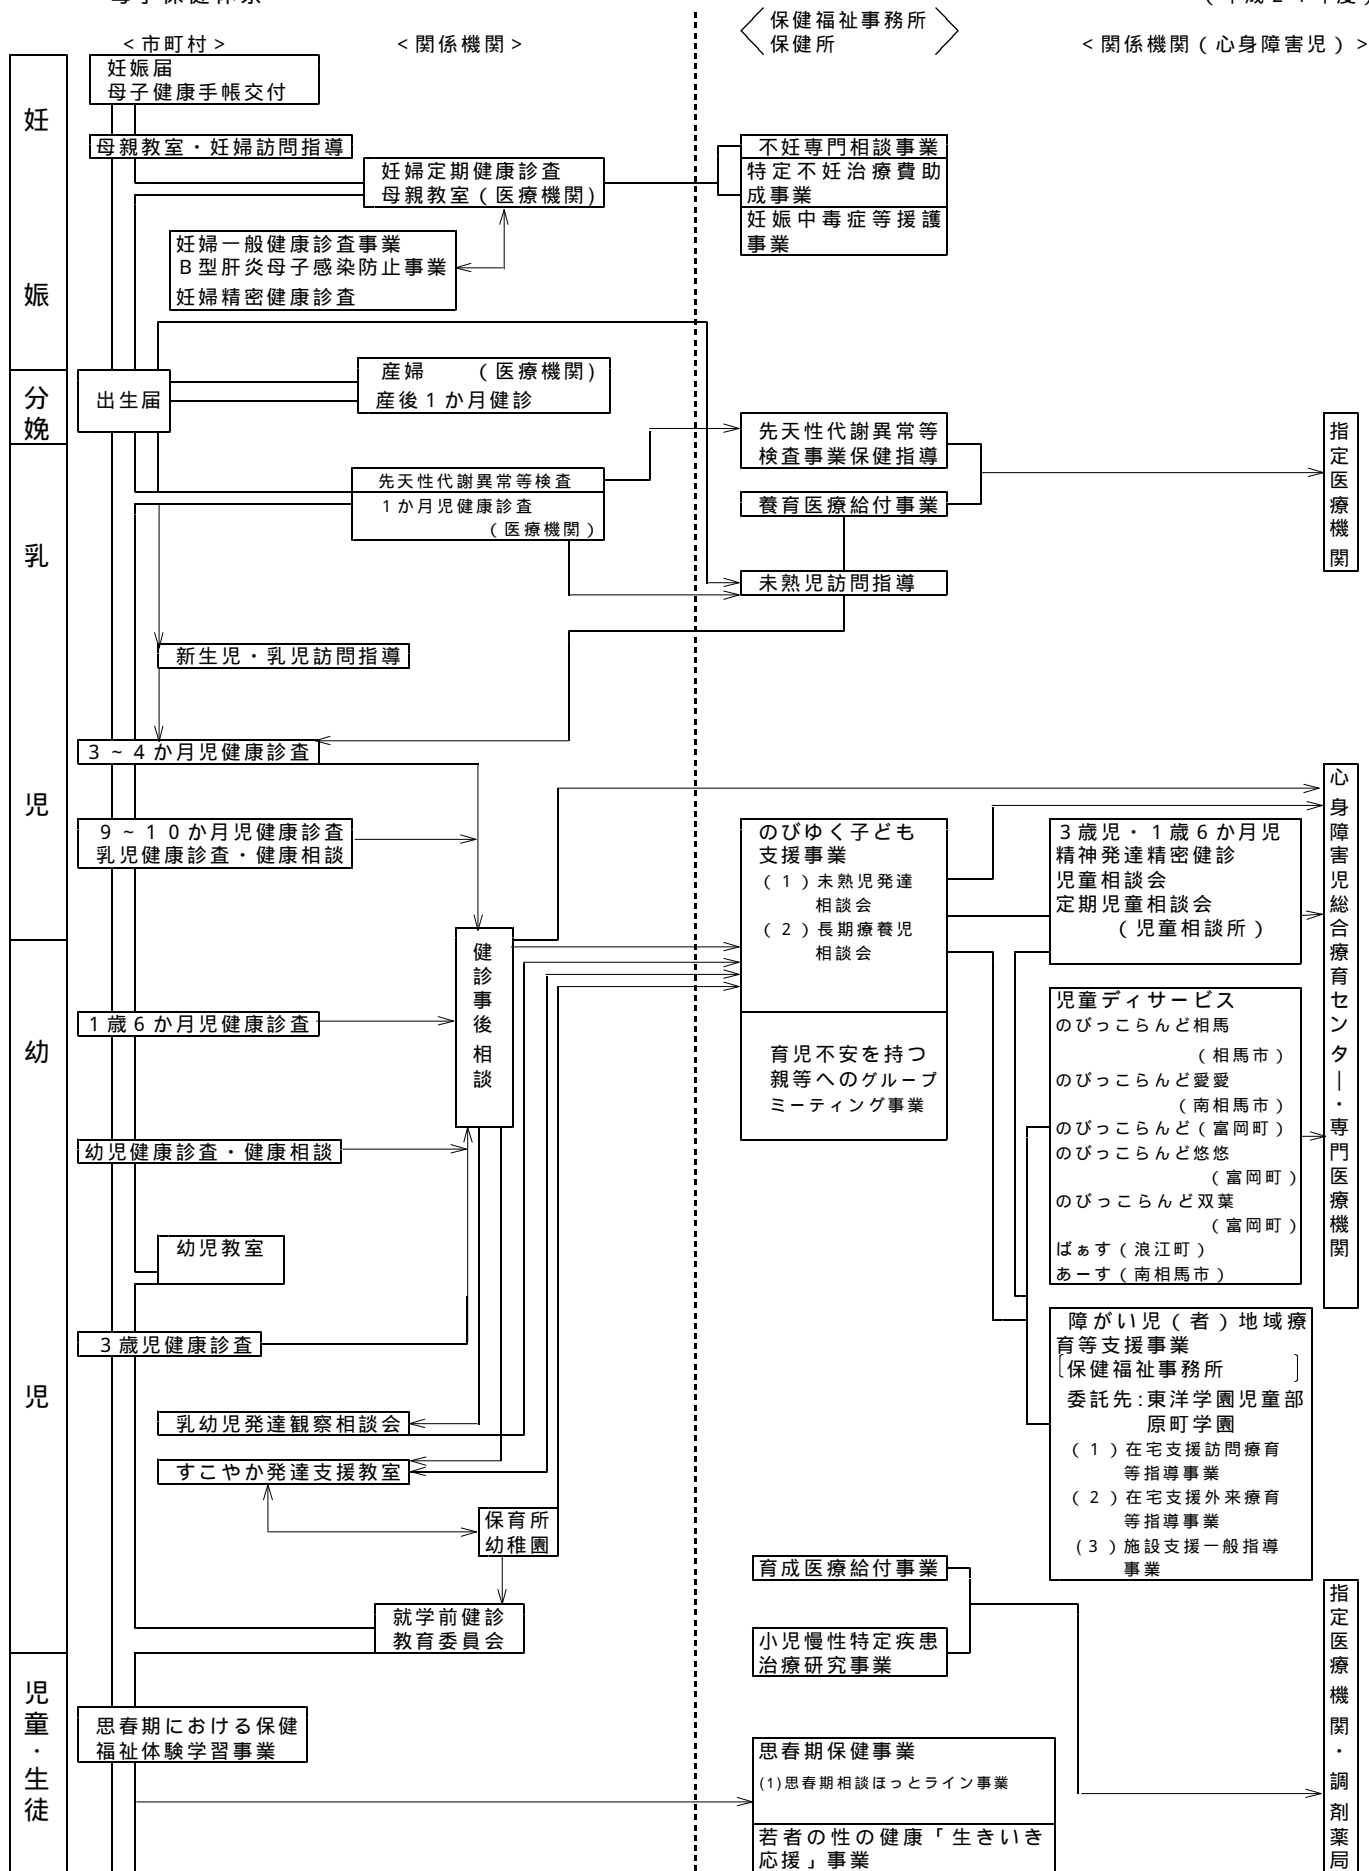 <市町村>
<関係機関>
保健福祉事務所
保健所
<関係機関(心身障害児)>
妊娠
分娩
乳児
幼児
児童・生徒
妊娠届
母子健康手帳交付
母親教室・妊婦訪問指導
妊婦定期健康診査
母親教室(医療機関)
不妊専門相談事業
特定不妊治療費助
成事業
妊娠中毒症等援護
事業
妊婦一般健康診査事業
B型肝炎母子感染防止事業
妊婦精密健康診査
出生届
産婦 (医療機関)
産後1か月健診
先天性代謝異常等検査
1か月児健康診査
(医療機関)
先天性代謝異常等
検査事業保健指導
養育医療給付事業
未熟児訪問指導
指定医療機関
新生児・乳児訪問指導
3~4か月児健康診査
9~10か月児健康診査
乳児健康診査・健康相談
健診事後相談
1歳6か月児健康診査
幼児健康診査・健康相談
幼児教室
3歳児健康診査
乳幼児発達観察相談会
すこやか発達支援教室
保育所
幼稚園
就学前健診
教育委員会
思春期における保健
福祉体験学習事業
のびゆく子ども
支援事業
(1)未熟児発達
相談会
(2)長期療養児
相談会
育児不安を持つ
親等へのグループ
ミーティング事業
3歳児・1歳6か月児
精神発達精密健診
児童相談会
定期児童相談会
(児童相談所)
児童ディサービス
のびっこらんど相馬
(相馬市)
のびっこらんど愛愛
(南相馬市)
のびっこらんど(富岡町)
のびっこらんど悠悠
(富岡町)
のびっこらんど双葉
(富岡町)
ばぁす(浪江町)
あーす(南相馬市)
障がい児(者)地域療
育等支援事業
[保健福祉事務所 ]
委託先:東洋学園児童部
原町学園
(1)在宅支援訪問療育
等指導事業
(2)在宅支援外来療育
等指導事業
(3)施設支援一般指導
事業
心身障害児総合療育センター・専門医療機関
育成医療給付事業
小児慢性特定疾患
治療研究事業
思春期保健事業
(1)思春期相談ほっとライン事業
若者の性の健康「生きいき
応援」事業
指定医療機関・調剤薬局